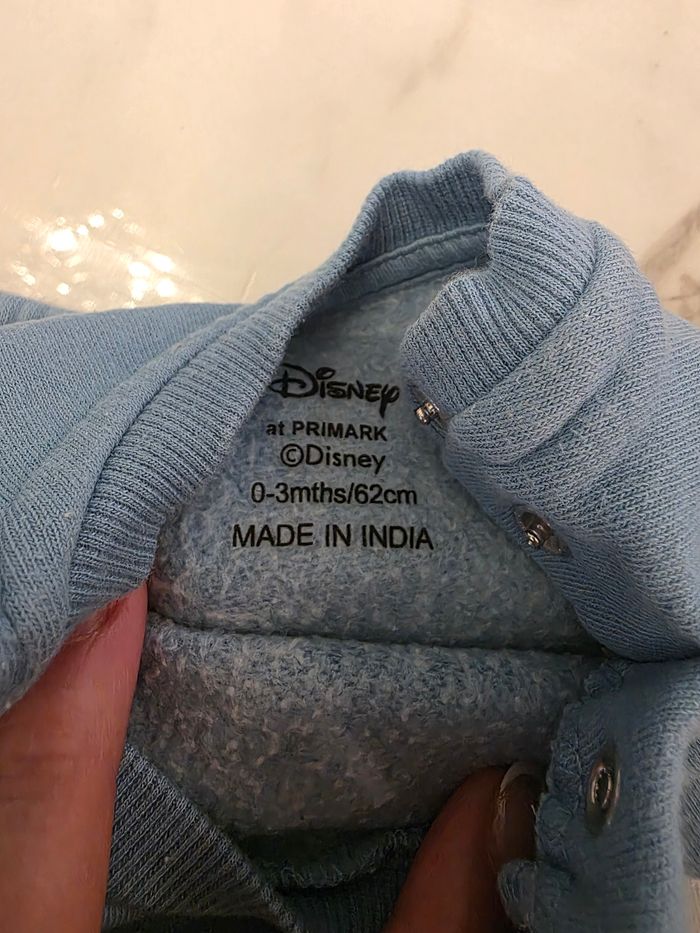 Disney
at PRIMARK
©Disney
0-3mths/62cm
MADE IN INDIA